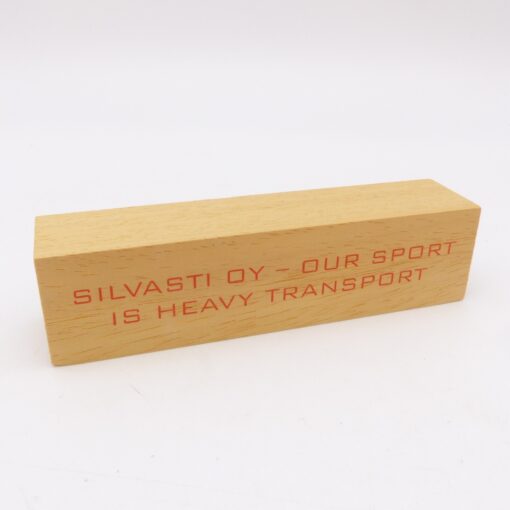 SILVASTI OY – OUR SPORT
IS HEAVY TRANSPORT